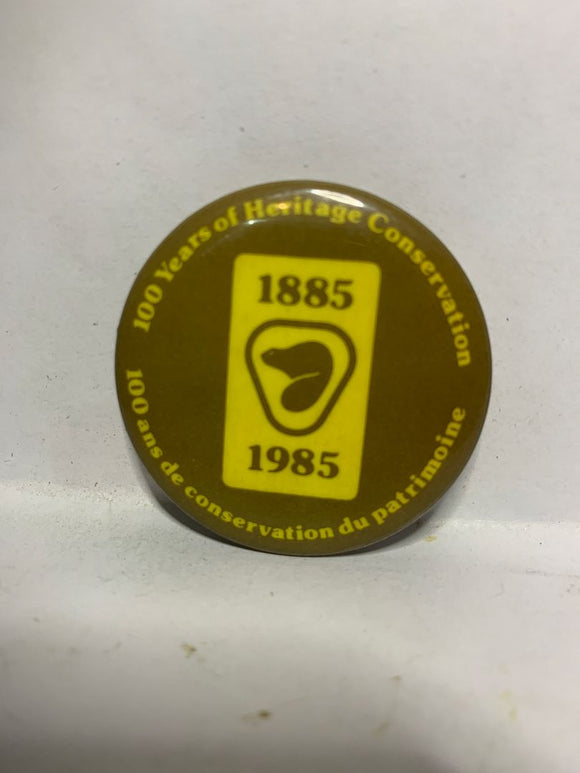 100 Years of Heritage Conservation
1885
1985
100 ans de conservation du patrimoine